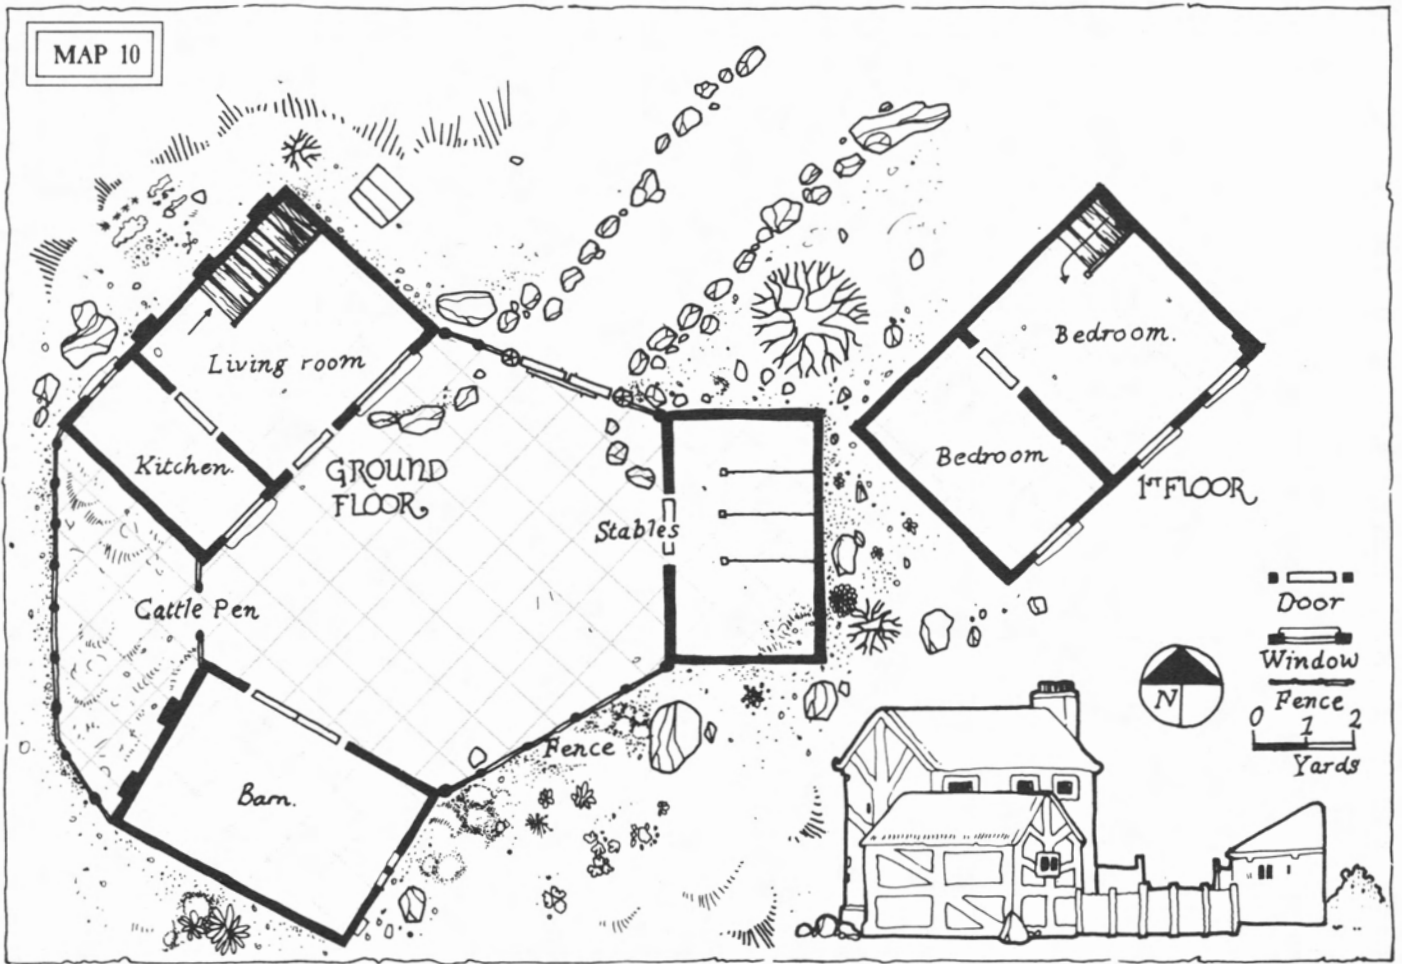 MAP 10
Living room
Kitchen.
GROUND
FLOOR
Stables
Cattle Pen
Barn.
Fence
Bedroom.
Bedroom
1ST FLOOR
Door
Window
Fence
N
0 1 2
Yards